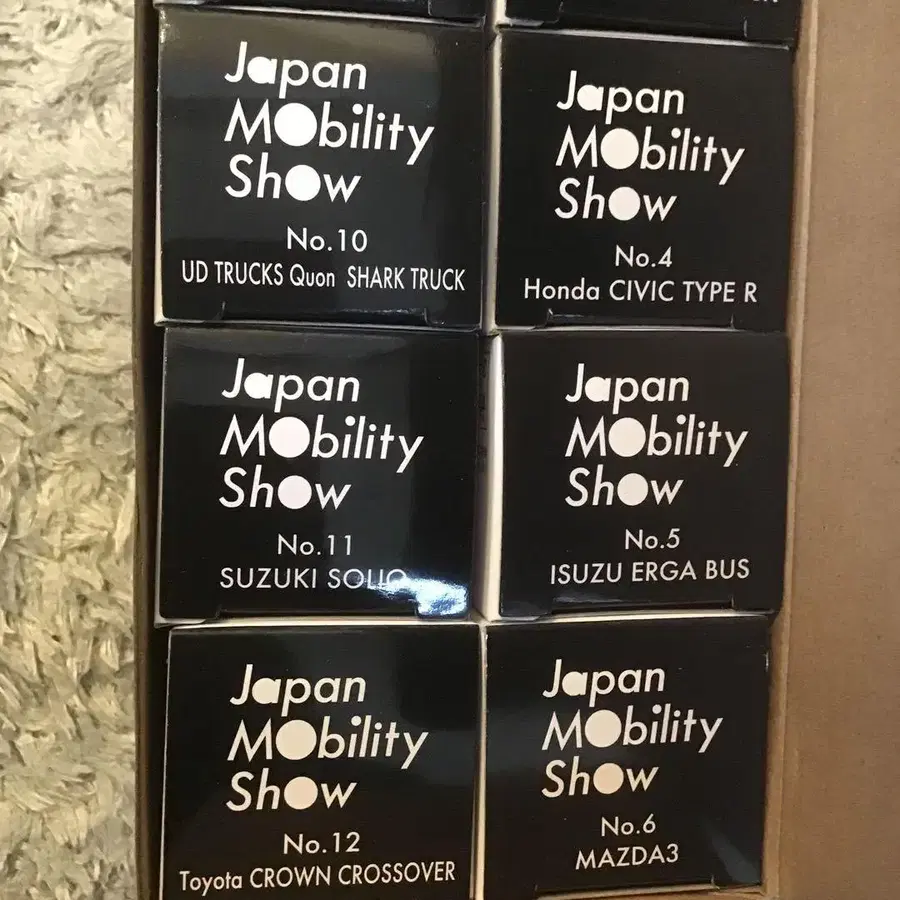 Japan
Mobility
Show
No.10
UD TRUCKS Quon SHARK TRUCK
Japan
Mobility
Show
No.4
Honda CIVIC TYPE R
Japan
Mobility
Show
No.11
SUZUKI SOLIO
Japan
Mobility
Show
No.5
ISUZU ERGA BUS
Japan
Mobility
Show
No.12
Toyota CROWN CROSSOVER
Japan
Mobility
Show
No.6
MAZDA3